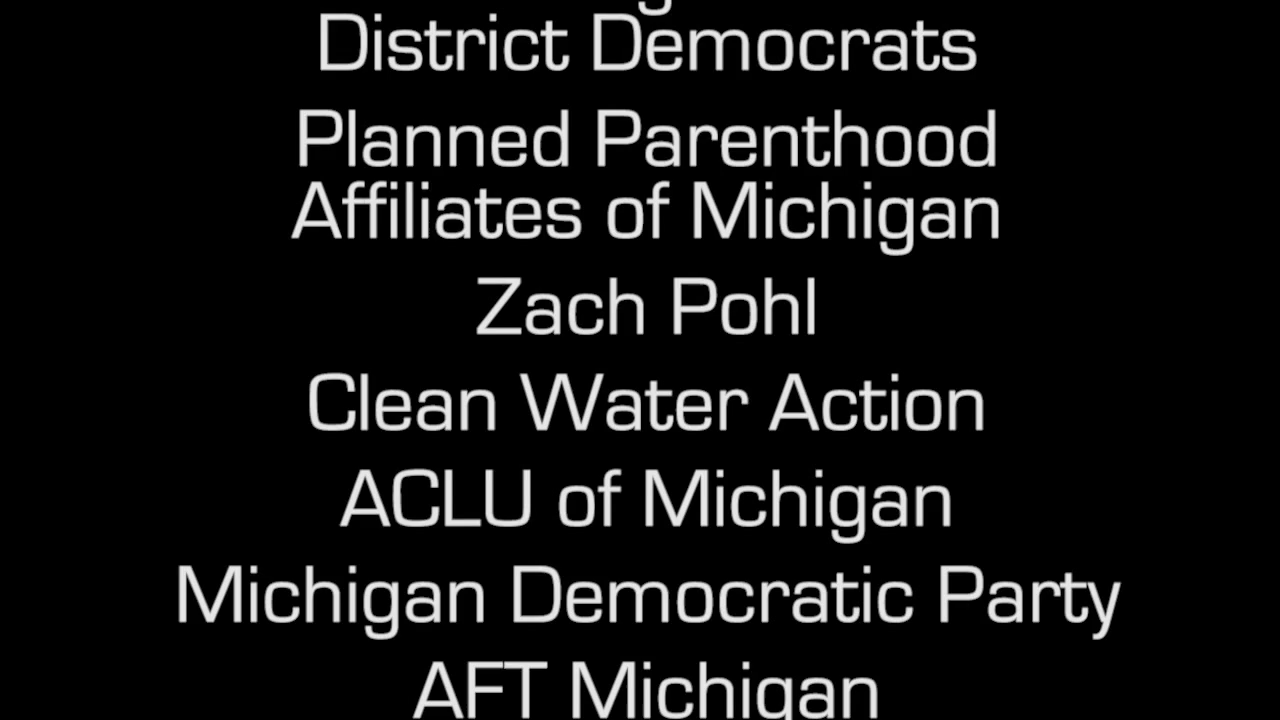 District Democrats
Planned Parenthood
Affiliates of Michigan
Zach Pohl
Clean Water Action
ACLU of Michigan
Michigan Democratic Party
AFT Michigan